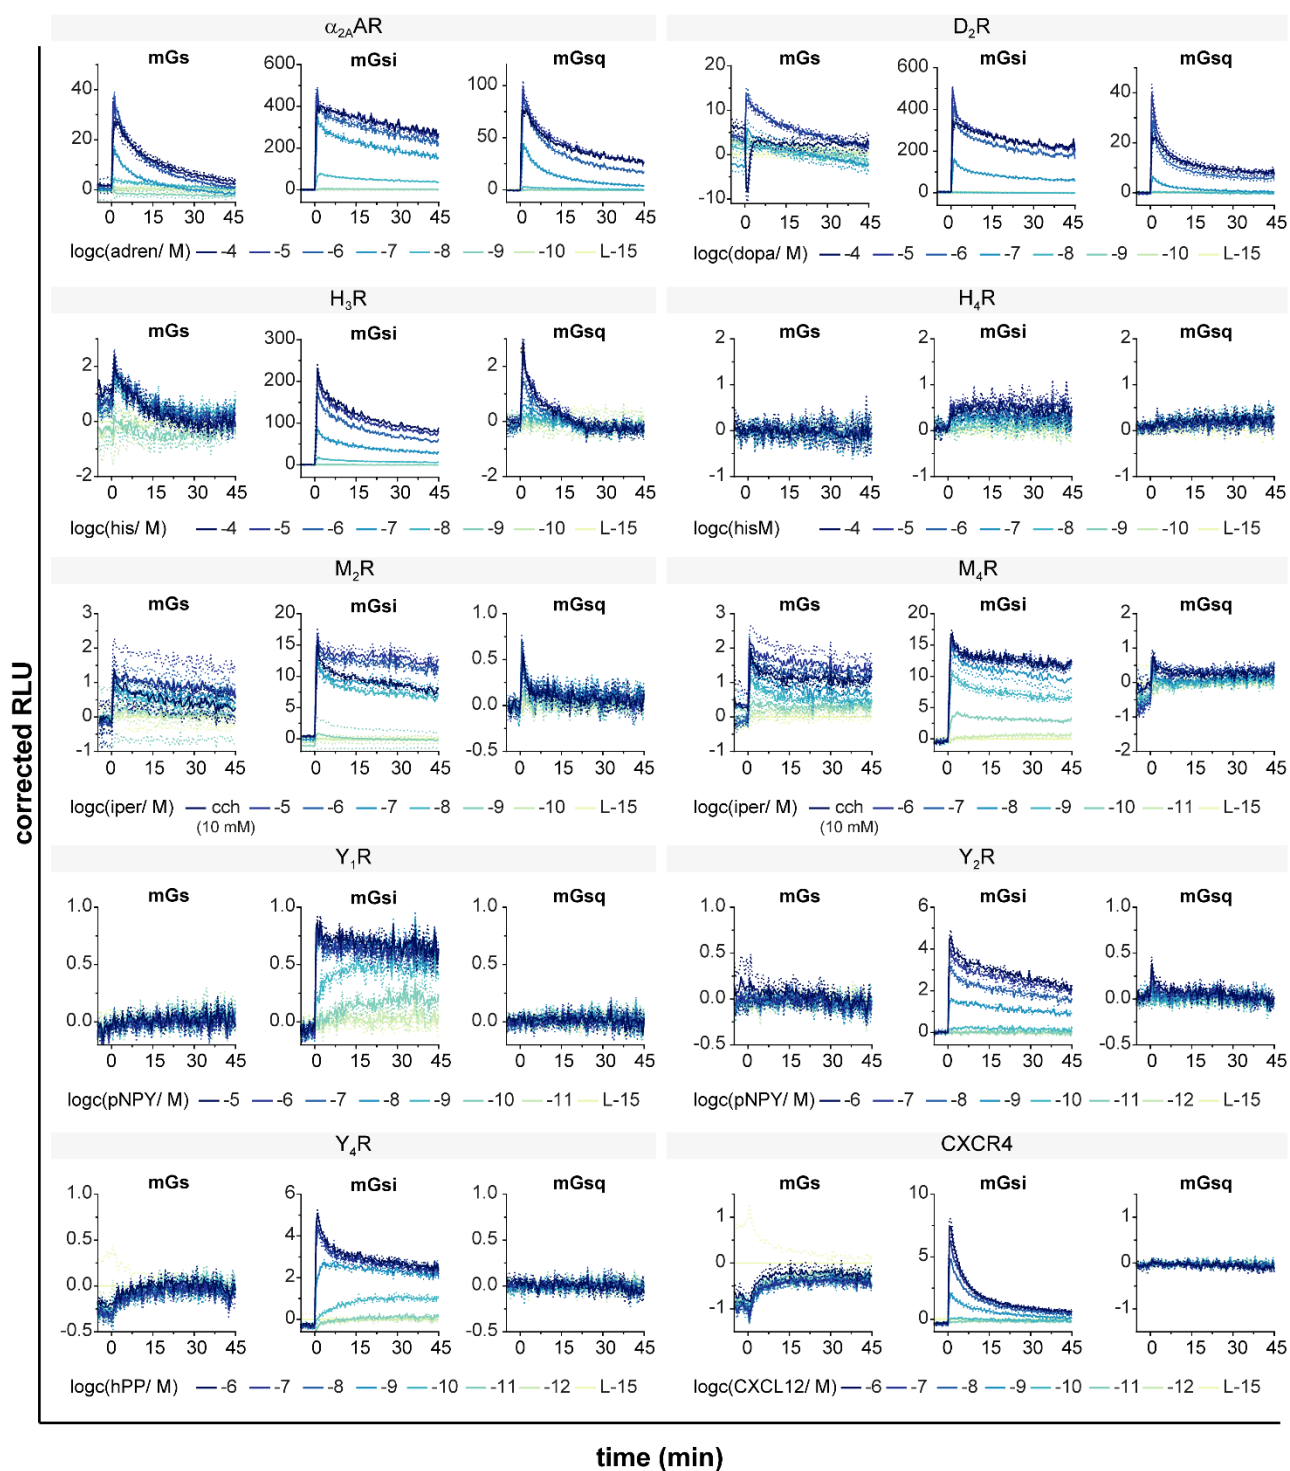 α2AAR
D2R
mGs
mGsi
mGsq
mGs
mGsi
mGsq
40
20
0
600
400
200
0
100
50
0
20
10
0
-10
600
400
200
0
40
20
0
0 15 30 45
0 15 30 45
0 15 30 45
0 15 30 45
0 15 30 45
0 15 30 45
logc(adren/ M) -4 -5 -6 -7 -8 -9 -10 L-15
logc(dopa/ M) -4 -5 -6 -7 -8 -9 -10 L-15
H3R
H4R
mGs
mGsi
mGsq
mGs
mGsi
mGsq
2
0
-2
300
200
100
0
2
0
-2
2
1
0
-1
2
1
0
-1
2
1
0
-1
0 15 30 45
0 15 30 45
0 15 30 45
0 15 30 45
0 15 30 45
0 15 30 45
logc(his/ M) -4 -5 -6 -7 -8 -9 -10 L-15
logc(hisM) -4 -5 -6 -7 -8 -9 -10 L-15
M2R
M4R
mGs
mGsi
mGsq
mGs
mGsi
mGsq
3
2
1
0
-1
20
15
10
5
0
1.0
0.5
0.0
-0.5
3
2
1
0
-1
20
15
10
5
0
2
1
0
-1
-2
0 15 30 45
0 15 30 45
0 15 30 45
0 15 30 45
0 15 30 45
0 15 30 45
logc(iper/ M) cch -5 -6 -7 -8 -9 -10 L-15
(10 mM)
logc(iper/ M) cch -6 -7 -8 -9 -10 -11 L-15
(10 mM)
Y1R
Y2R
mGs
mGsi
mGsq
mGs
mGsi
mGsq
1.0
0.5
0.0
1.0
0.5
0.0
1.0
0.5
0.0
1.0
0.5
0.0
-0.5
6
4
2
0
1.0
0.5
0.0
-0.5
0 15 30 45
0 15 30 45
0 15 30 45
0 15 30 45
0 15 30 45
0 15 30 45
logc(pNPY/ M) -5 -6 -7 -8 -9 -10 -11 L-15
logc(pNPY/ M) -6 -7 -8 -9 -10 -11 -12 L-15
Y4R
CXCR4
mGs
mGsi
mGsq
mGs
mGsi
mGsq
1.0
0.5
0.0
-0.5
6
4
2
0
1.0
0.5
0.0
-0.5
1
0
-1
10
5
0
1
0
-1
0 15 30 45
0 15 30 45
0 15 30 45
0 15 30 45
0 15 30 45
0 15 30 45
logc(hPP/ M) -6 -7 -8 -9 -10 -11 -12 L-15
logc(CXCL12/ M) -6 -7 -8 -9 -10 -11 -12 L-15
corrected RLU
time (min)